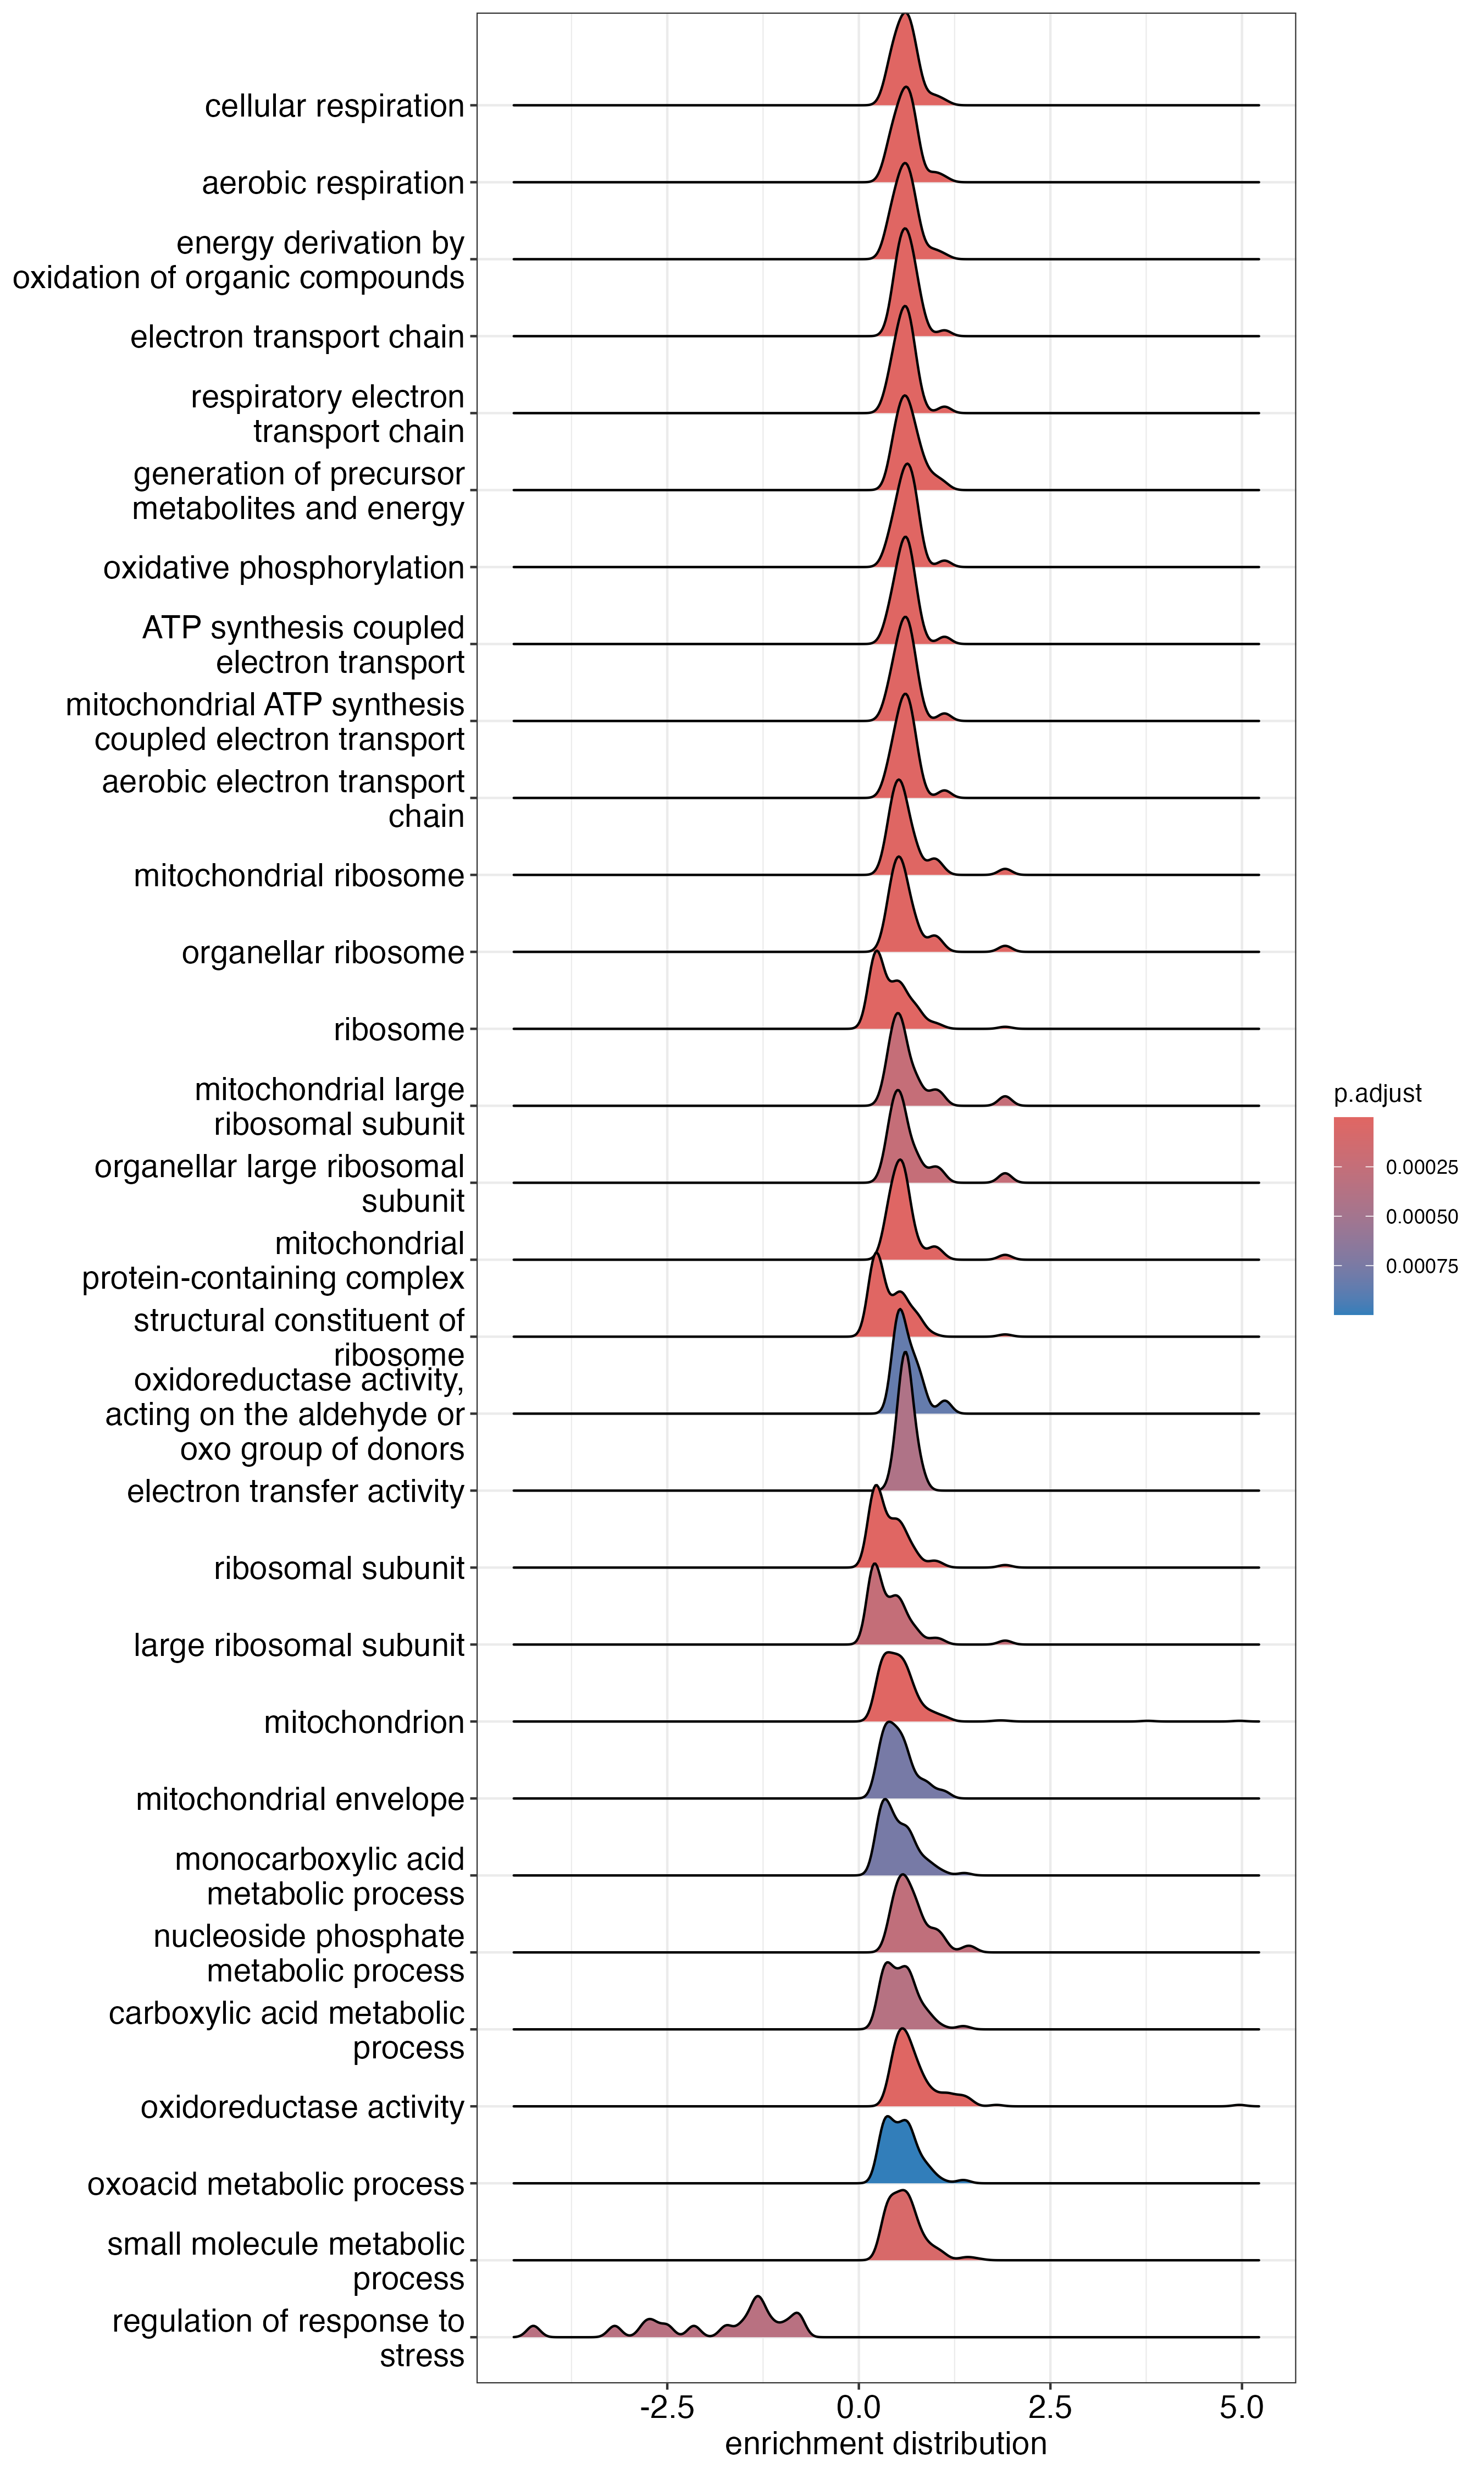 cellular respiration
aerobic respiration
energy derivation by
oxidation of organic compounds
electron transport chain
respiratory electron
transport chain
generation of precursor
metabolites and energy
oxidative phosphorylation
ATP synthesis coupled
electron transport
mitochondrial ATP synthesis
coupled electron transport
aerobic electron transport
chain
mitochondrial ribosome
organellar ribosome
ribosome
mitochondrial large
ribosomal subunit
organellar large ribosomal
subunit
mitochondrial
protein-containing complex
structural constituent of
ribosome
oxidoreductase activity,
acting on the aldehyde or
oxo group of donors
electron transfer activity
ribosomal subunit
large ribosomal subunit
mitochondrion
mitochondrial envelope
monocarboxylic acid
metabolic process
nucleoside phosphate
metabolic process
carboxylic acid metabolic
process
oxidoreductase activity
oxoacid metabolic process
small molecule metabolic
process
regulation of response to
stress
-2.5 0.0 2.5 5.0
enrichment distribution
p.adjust
0.00025
0.00050
0.00075